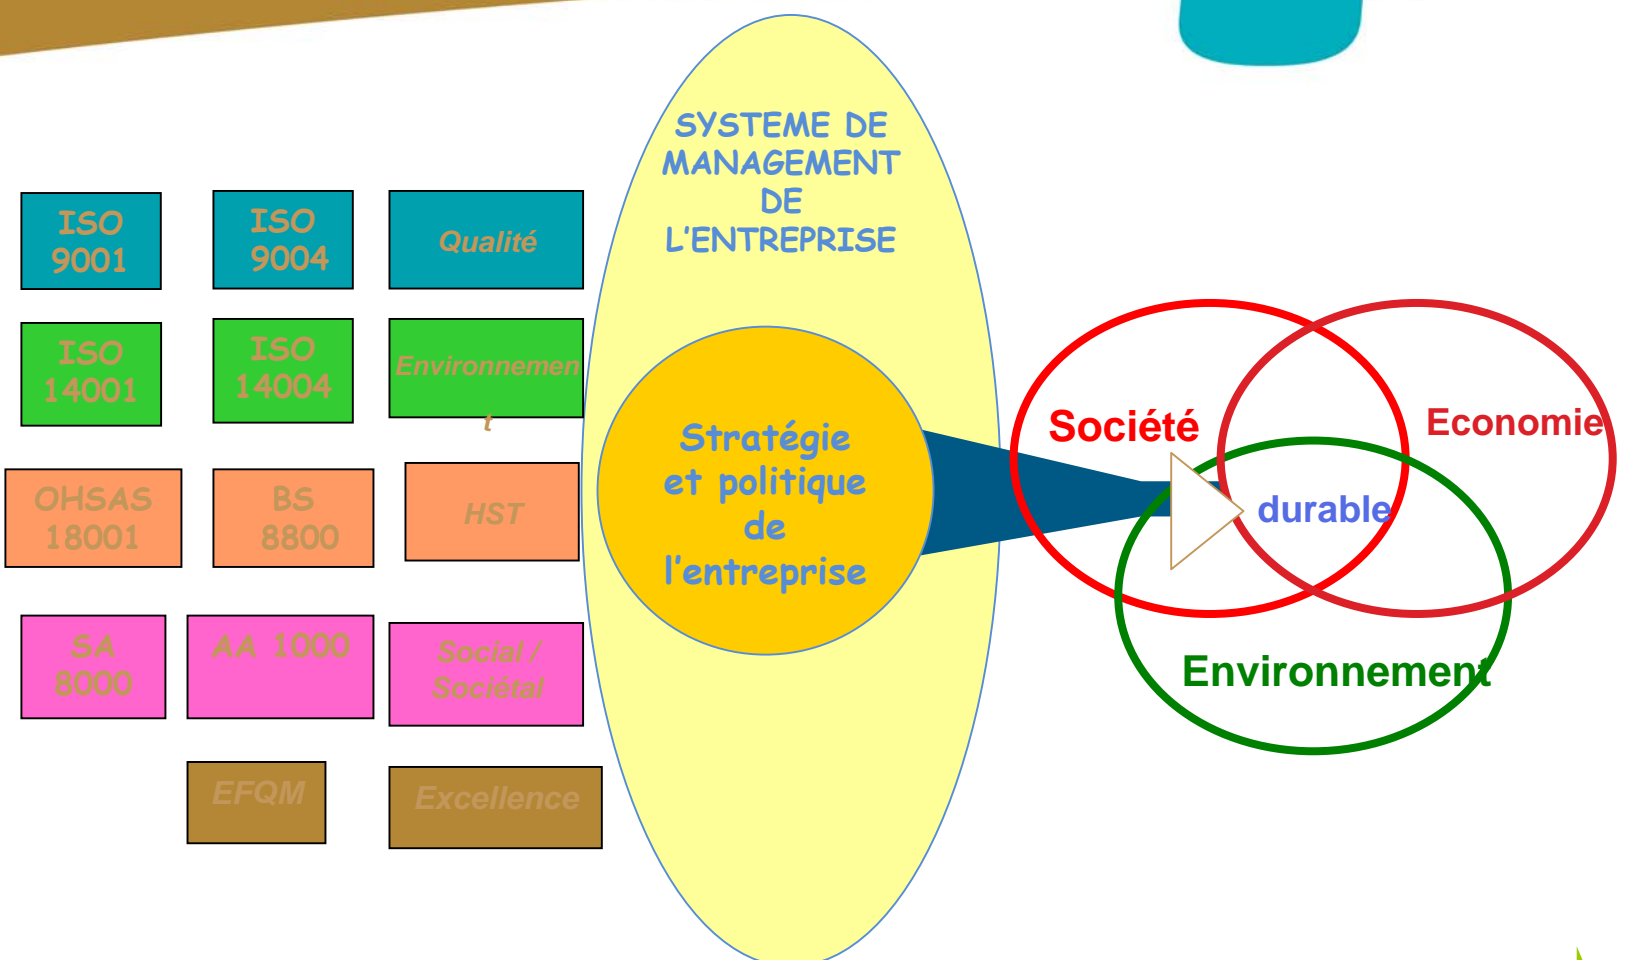 SYSTEME DE
MANAGEMENT
DE
L'ENTREPRISE
ISO
9001
ISO
9004
Qualité
ISO
14001
ISO
14004
Environnemen
t
OHSAS
18001
BS
8800
HST
SA
8000
AA 1000
Social /
Sociétal
EFQM
Excellence
Stratégie
et politique
de
l'entreprise
Société
Economie
durable
Environnement